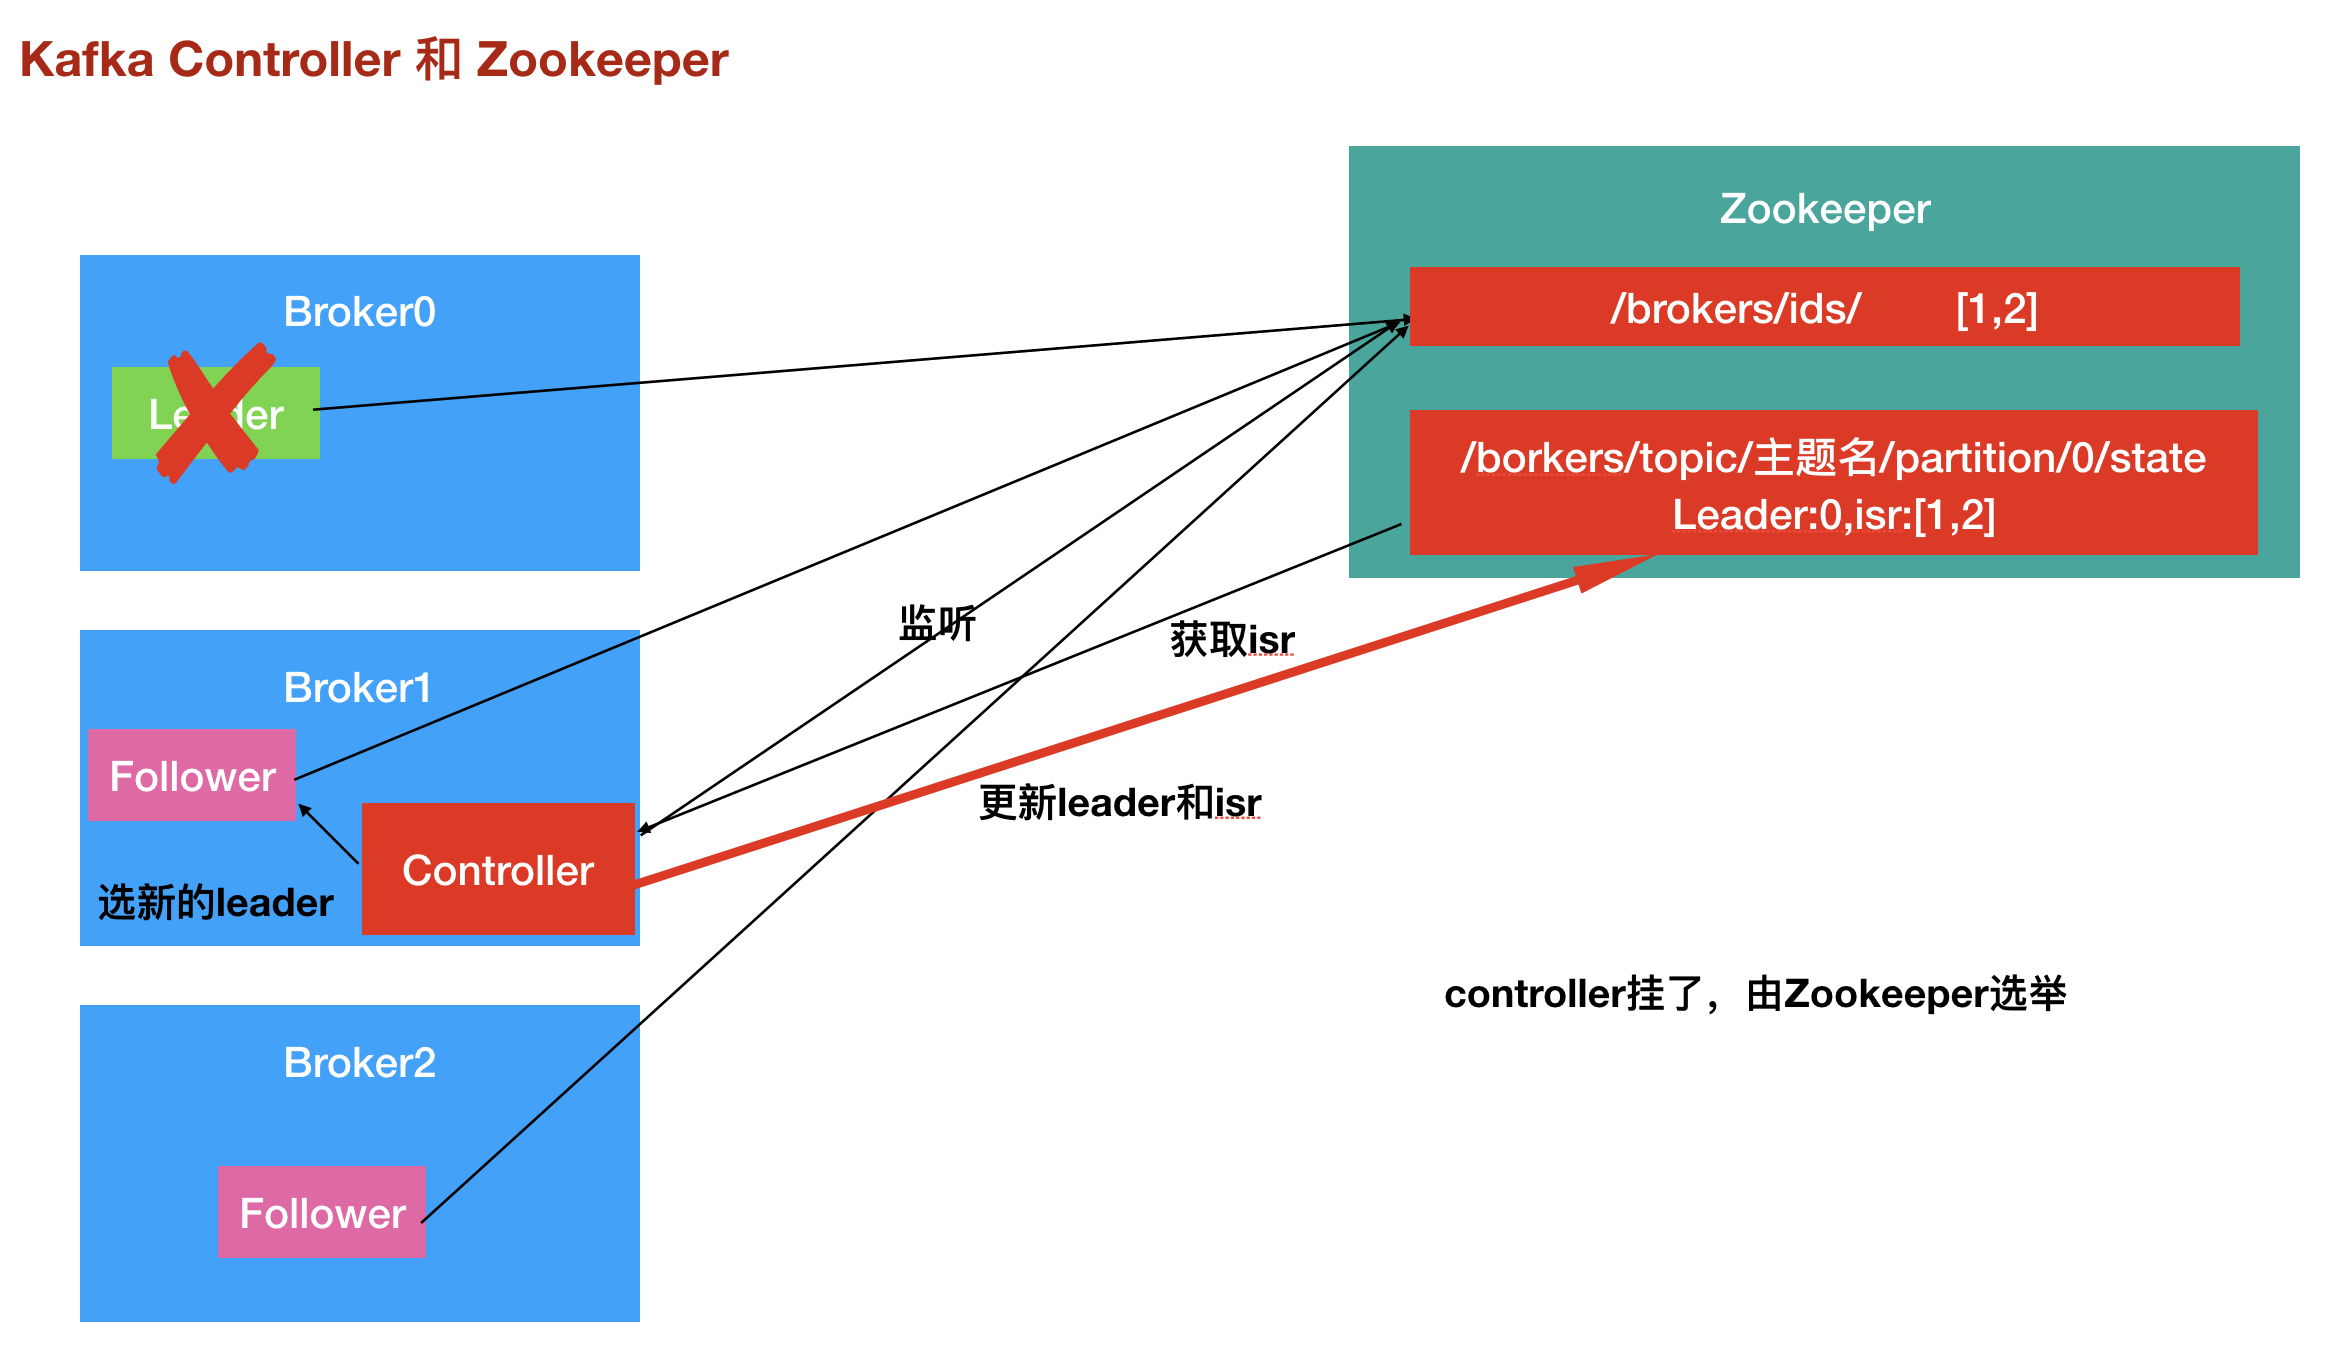 Kafka Controller 和 Zookeeper
Zookeeper
/brokers/ids/ [1,2]
/borkers/topic/主题名/partition/0/state
Leader:0,isr:[1,2]
Broker0
Leader
监听
获取isr
更新leader和isr
Broker1
Follower
Controller
选新的leader
controller挂了，由Zookeeper选举
Broker2
Follower